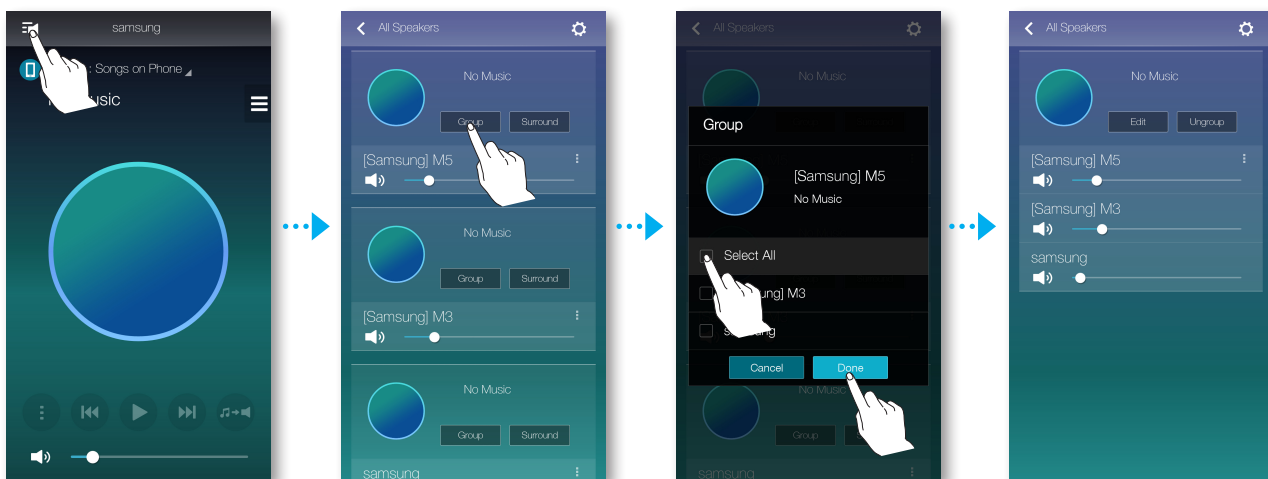 samsung
: Songs on Phone
usic
All Speakers
No Music
Group
Surround
[Samsung] M5
No Music
Group
Surround
[Samsung] M3
No Music
Group
Surround
samsung
All Speakers
No Music
Group
[Samsung] M5
No Music
Select All
ung] M3
Cancel
Done
No Music
Group
samsung
All Speakers
No Music
Edit
Ungroup
[Samsung] M5
[Samsung] M3
samsung